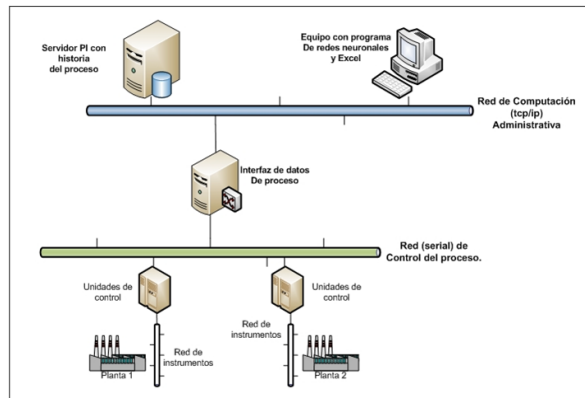 Servidor PI con
historia
del proceso
Equipo con programa
De redes neuronales
y Excel
Red de Computación
(tcp/ip)
Administrativa
Interfaz de datos
De proceso
Red (serial) de
Control del proceso.
Unidades de
control
Unidades de
control
Red de
instrumentos
Red de
instrumentos
Planta 1
Planta 2